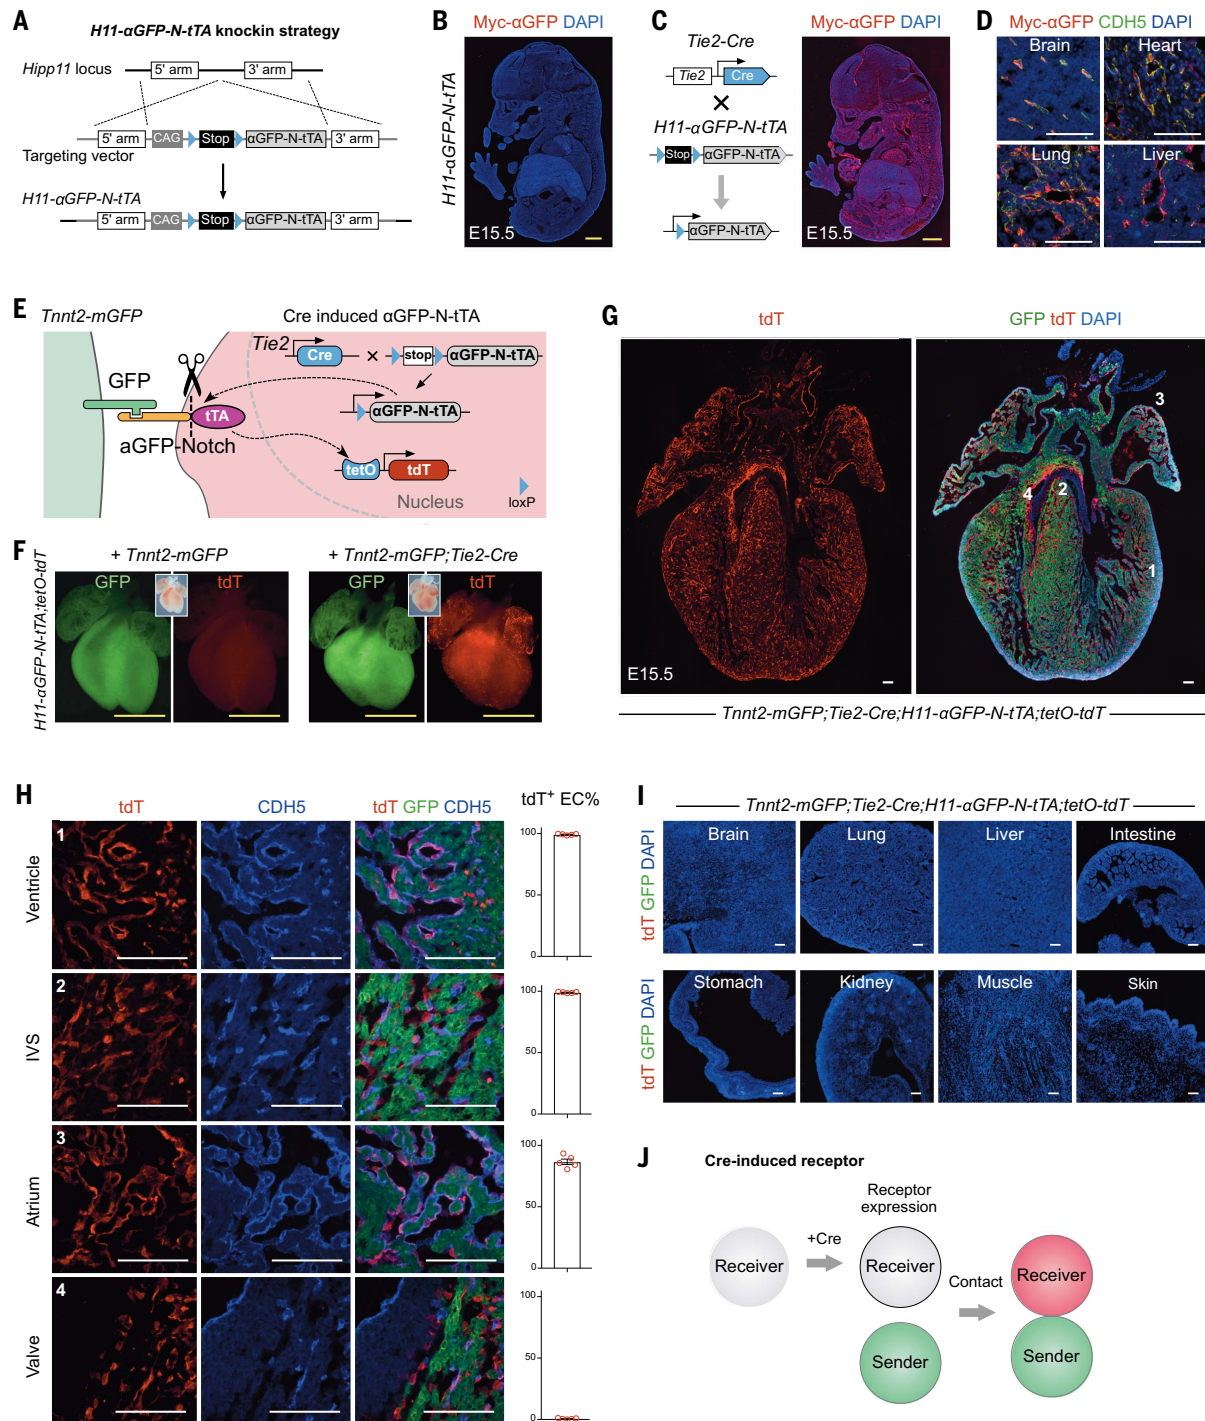 A
H11-αGFP-N-tTA knockin strategy
Hipp11 locus
5' arm
3' arm
5' arm
CAG
Stop
αGFP-N-tTA
3' arm
Targeting vector
H11-αGFP-N-tTA
5' arm
CAG
Stop
αGFP-N-tTA
3' arm
B
Myc-αGFP DAPI
H11-αGFP-N-tTA
E15.5
C
Tie2-Cre
Tie2
Cre
H11-αGFP-N-tTA
Stop
αGFP-N-tTA
αGFP-N-tTA
Myc-αGFP DAPI
E15.5
D
Myc-αGFP CDH5 DAPI
Brain
Heart
Lung
Liver
E
Tnnt2-mGFP
Cre induced αGFP-N-tTA
Tie2
Cre
×
stop
αGFP-N-tTA
GFP
αGFP-N-tTA
tTA
aGFP-Notch
tetO
tdT
Nucleus
loxP
F
+ Tnnt2-mGFP
+ Tnnt2-mGFP;Tie2-Cre
H11-αGFP-N-tTA;tetO-tdT
GFP
tdT
GFP
tdT
G
tdT
GFP tdT DAPI
E15.5
3
4
2
1
Tnnt2-mGFP;Tie2-Cre;H11-αGFP-N-tTA;tetO-tdT
H
tdT
CDH5
tdT GFP CDH5
tdT+ EC%
Ventricle
1
100
50
0
IVS
2
100
50
0
Atrium
3
100
50
0
Valve
4
100
50
0
I
Tnnt2-mGFP;Tie2-Cre;H11-αGFP-N-tTA;tetO-tdT
tdT GFP DAPI
Brain
Lung
Liver
Intestine
tdT GFP DAPI
Stomach
Kidney
Muscle
Skin
J
Cre-induced receptor
Receptor
expression
Receiver
+Cre
Receiver
Contact
Receiver
Sender
Sender